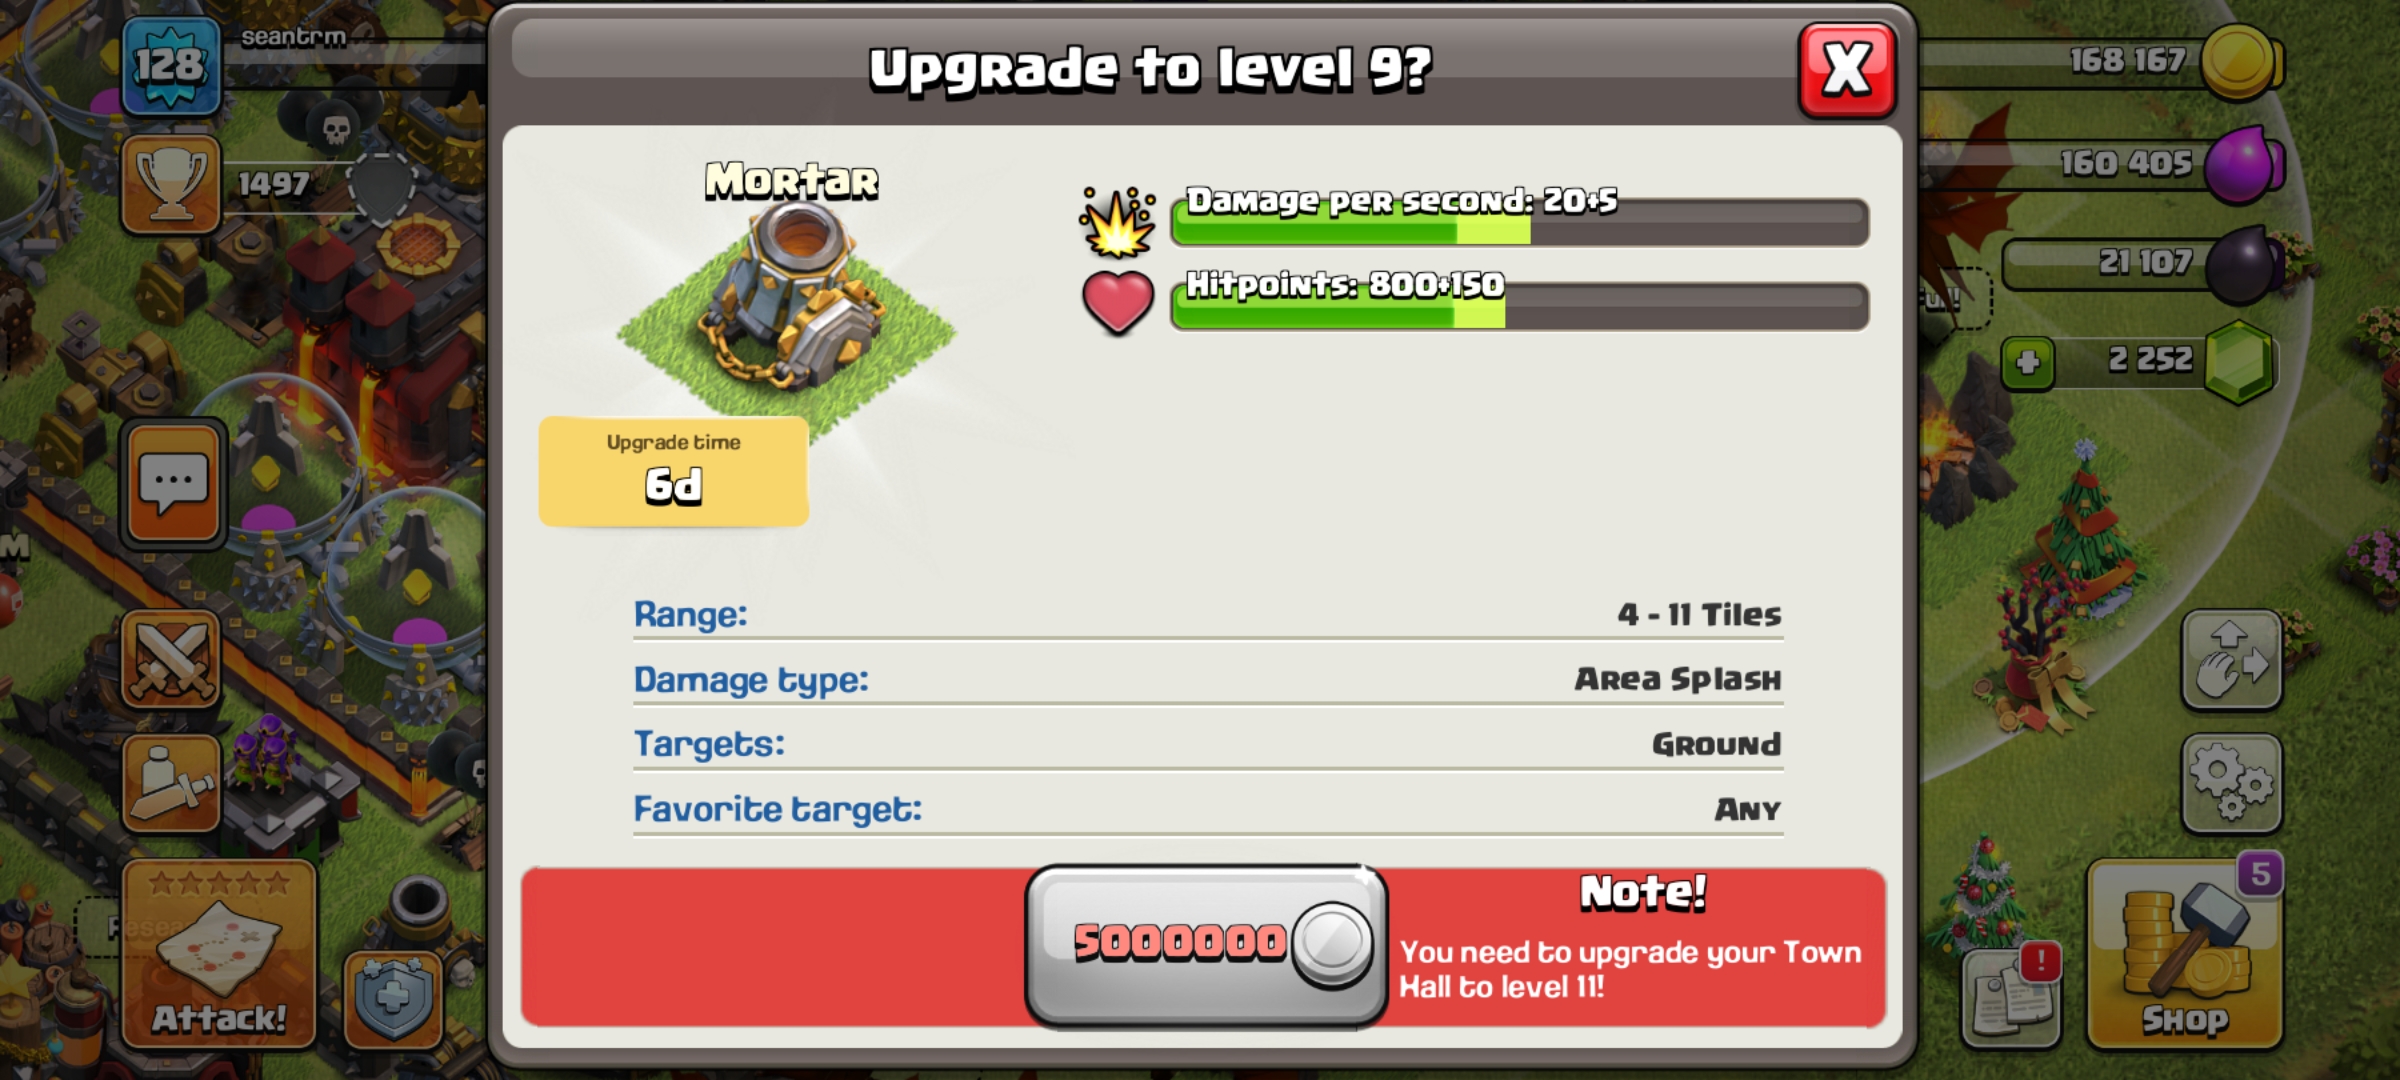 128
seantrm
1497
168 167
160 405
21 107
2 252
Upgrade to level 9?
X
Mortar
Damage per second: 20+5
Hitpoints: 800+150
Upgrade time
6d
Range:
4 - 11 Tiles
Damage type:
Area Splash
Targets:
Ground
Favorite target:
Any
5000000
Note!
You need to upgrade your Town
Hall to level 11!
Attack!
!
5
Shop